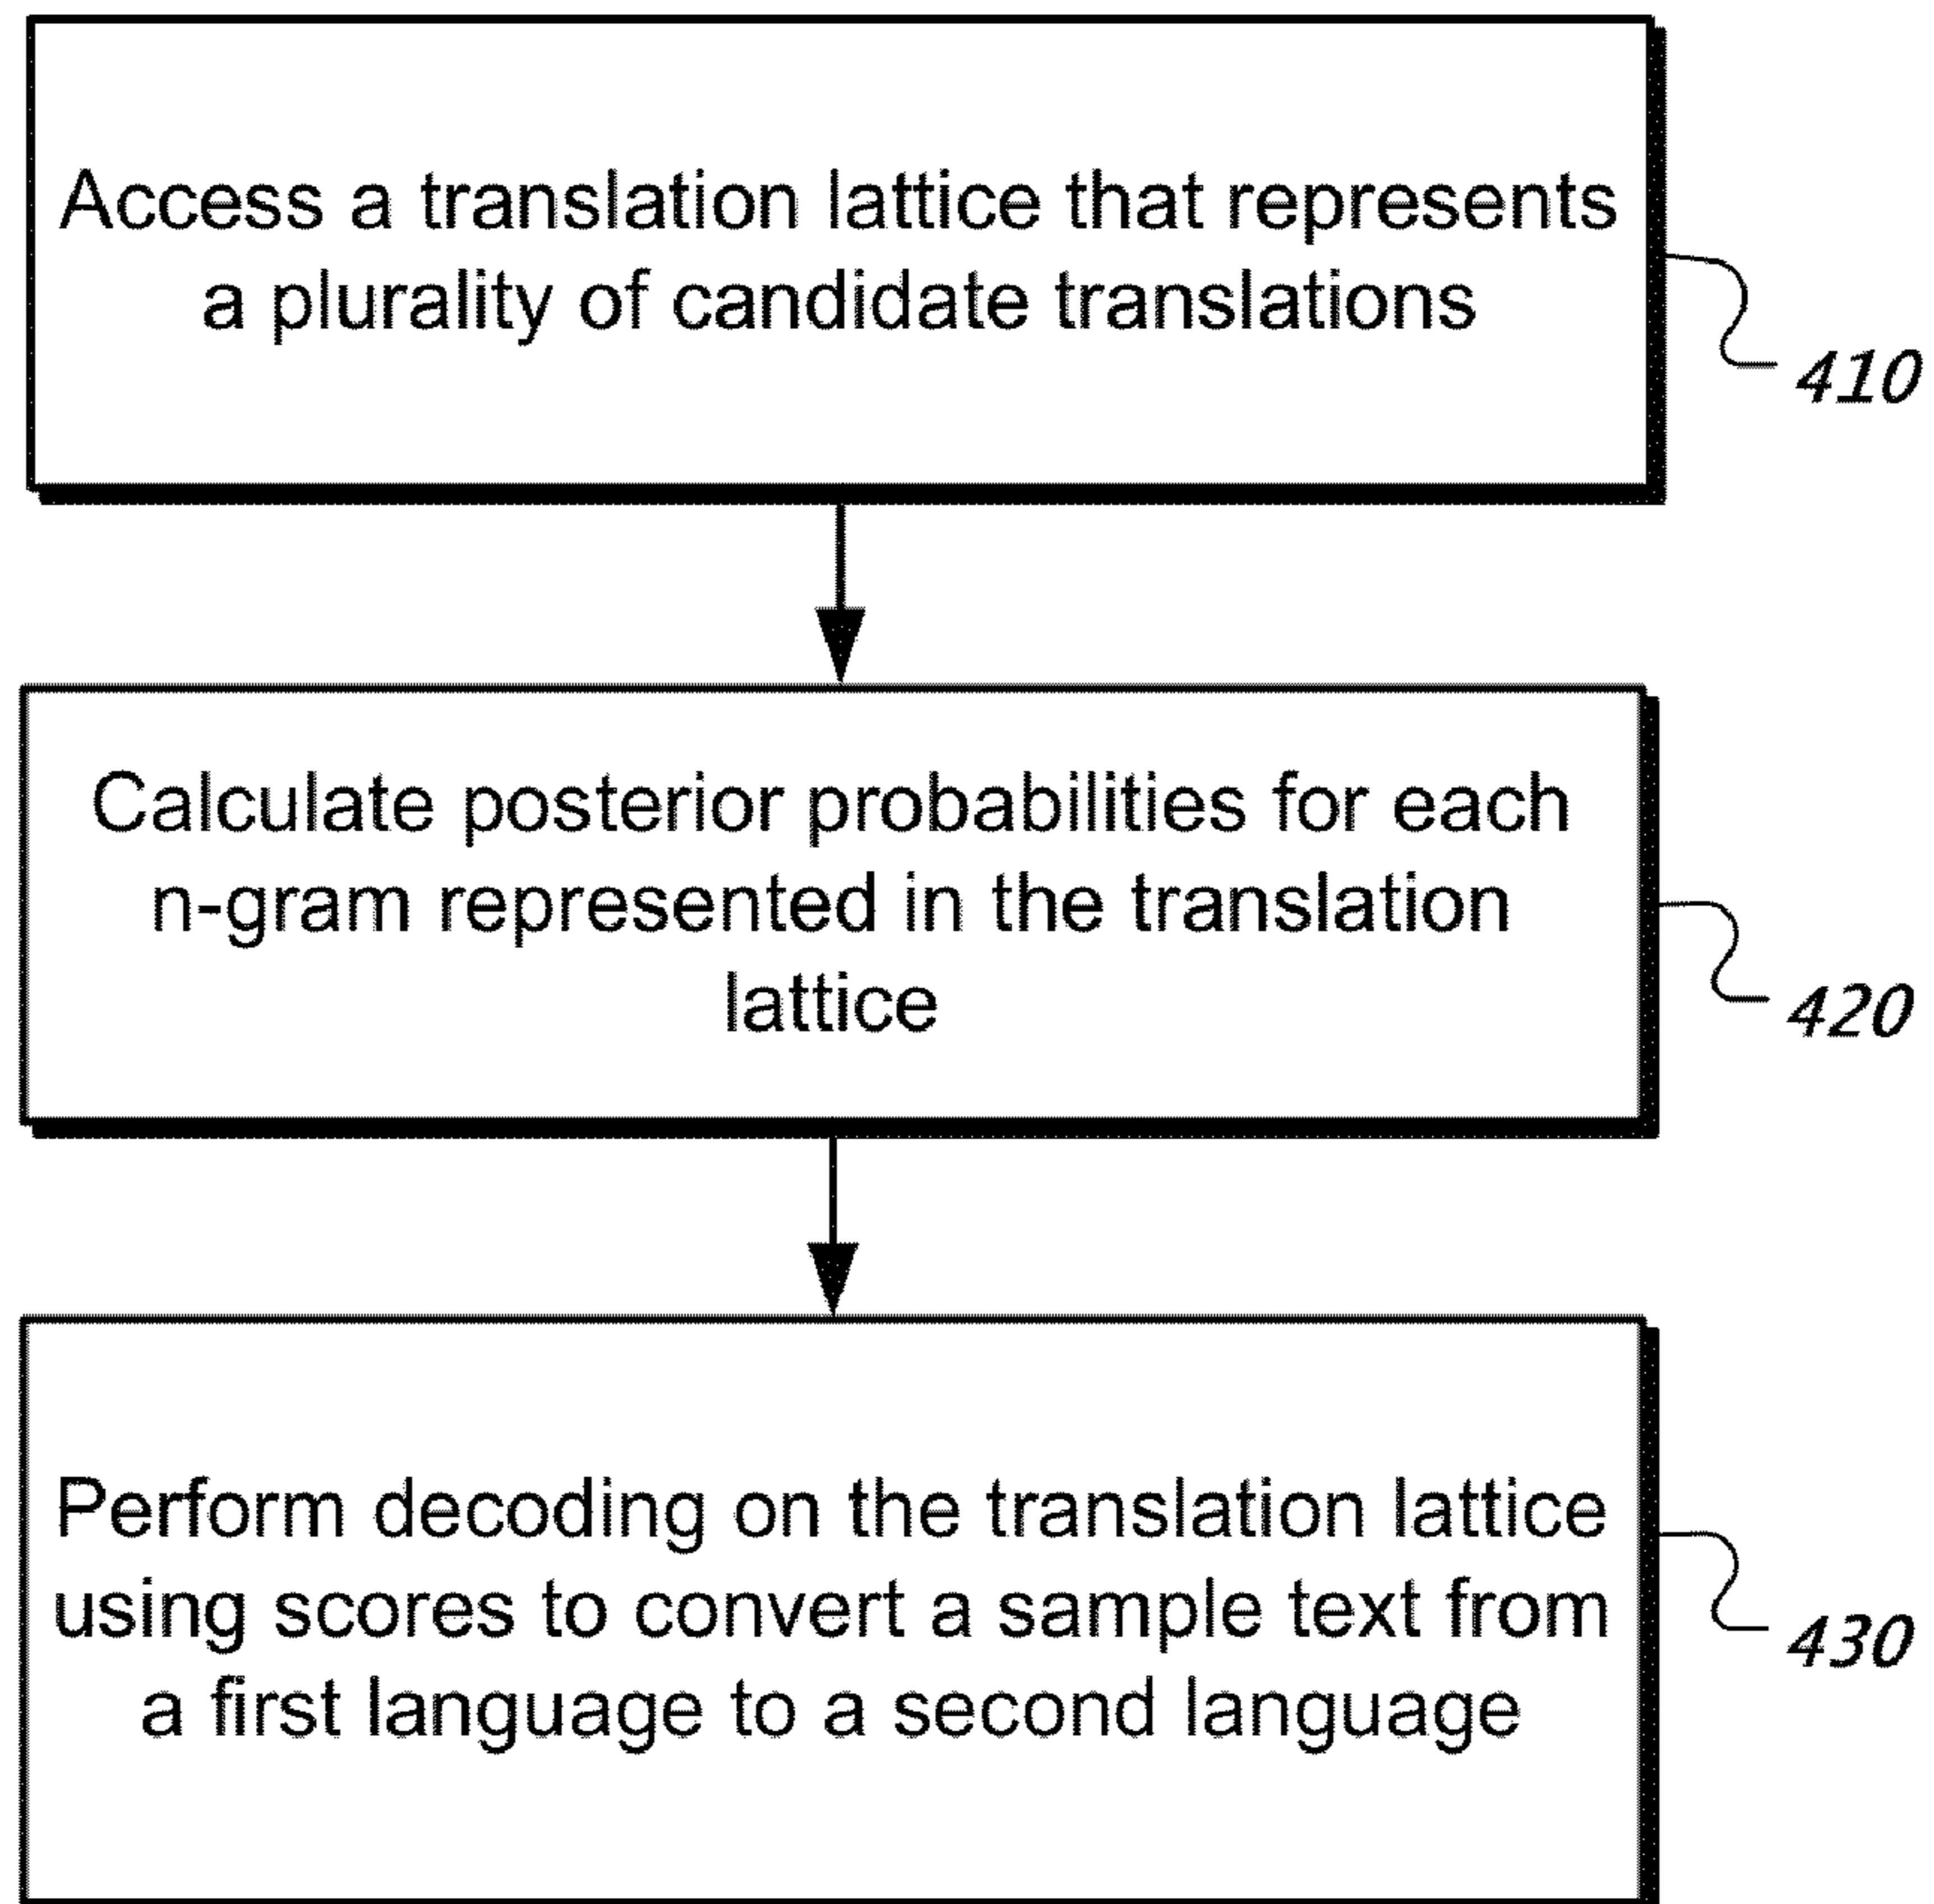 Access a translation lattice that represents
a plurality of candidate translations
410
Calculate posterior probabilities for each
n-gram represented in the translation
lattice
420
Perform decoding on the translation lattice
using scores to convert a sample text from
a first language to a second language
430